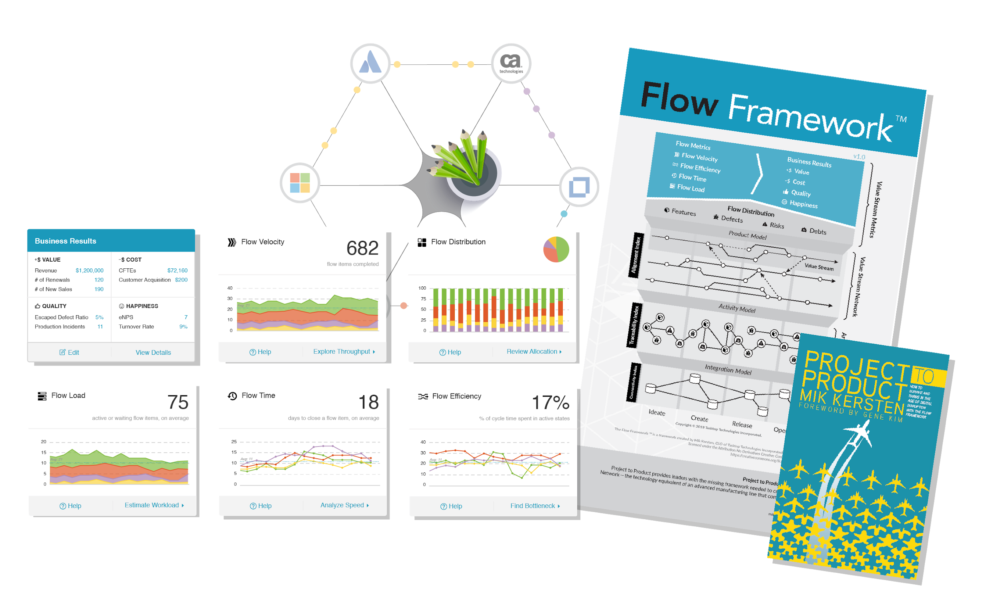 ca
technologies
Business Results
+$ VALUE
Revenue $1,200,000
# of Renewals 120
# of New Sales 190
-$ COST
CFTEs $72,160
Customer Acquisition $200
QUALITY
Escaped Defect Ratio 5%
Production Incidents 11
HAPPINESS
eNPS 7
Turnover Rate 9%
Edit
View Details
Flow Velocity
682
flow items completed
40
30
Avg: 21
20
10
0
Help
Explore Throughput
Flow Distribution
100
75
50
25
0
Help
Review Allocation
Flow Load
75
active or waiting flow items, on average
20
15
Avg: 21
10
5
0
Help
Estimate Workload
Flow Time
18
days to close a flow item, on average
25
15
Avg: 11
10
5
0
Help
Analyze Speed
Flow Efficiency
17%
% of cycle time spent in active states
40
30
Avg: 11
20
10
0
Help
Find Bottleneck
Flow Framework™
v1.0
Flow Metrics
Flow Velocity
Flow Efficiency
Flow Time
Flow Load
Business Results
+$ Value
-$ Cost
Quality
Happiness
Value Stream Metrics
Flow Distribution
Features
Defects
Risks
Debts
Product Model
Alignment Index
Value Stream
Value Stream Network
Activity Model
Traceability Index
Ar
Integration Model
Connectivity Index
Ideate
Create
Release
Ope
Copyright © 2018 Tasktop Technologies Incorporated.
The Flow Framework™ is a framework created by Mik Kersten, CEO of Tasktop Technologies Incorporated
licensed under the Attribution No Derivatives Creative Com
https://creativecommons.org/lic
Project to Produ
Project to Product provides leaders with the missing framework needed to cr
Network – the technology equivalent of an advanced manufacturing line that com
mi
PROJECT TO
PRODUCT
HOW TO
SURVIVE AND
THRIVE IN THE
AGE OF DIGITAL
DISRUPTION
WITH THE FLOW
FRAMEWORK
MIK KERSTEN
FOREWORD BY GENE KIM